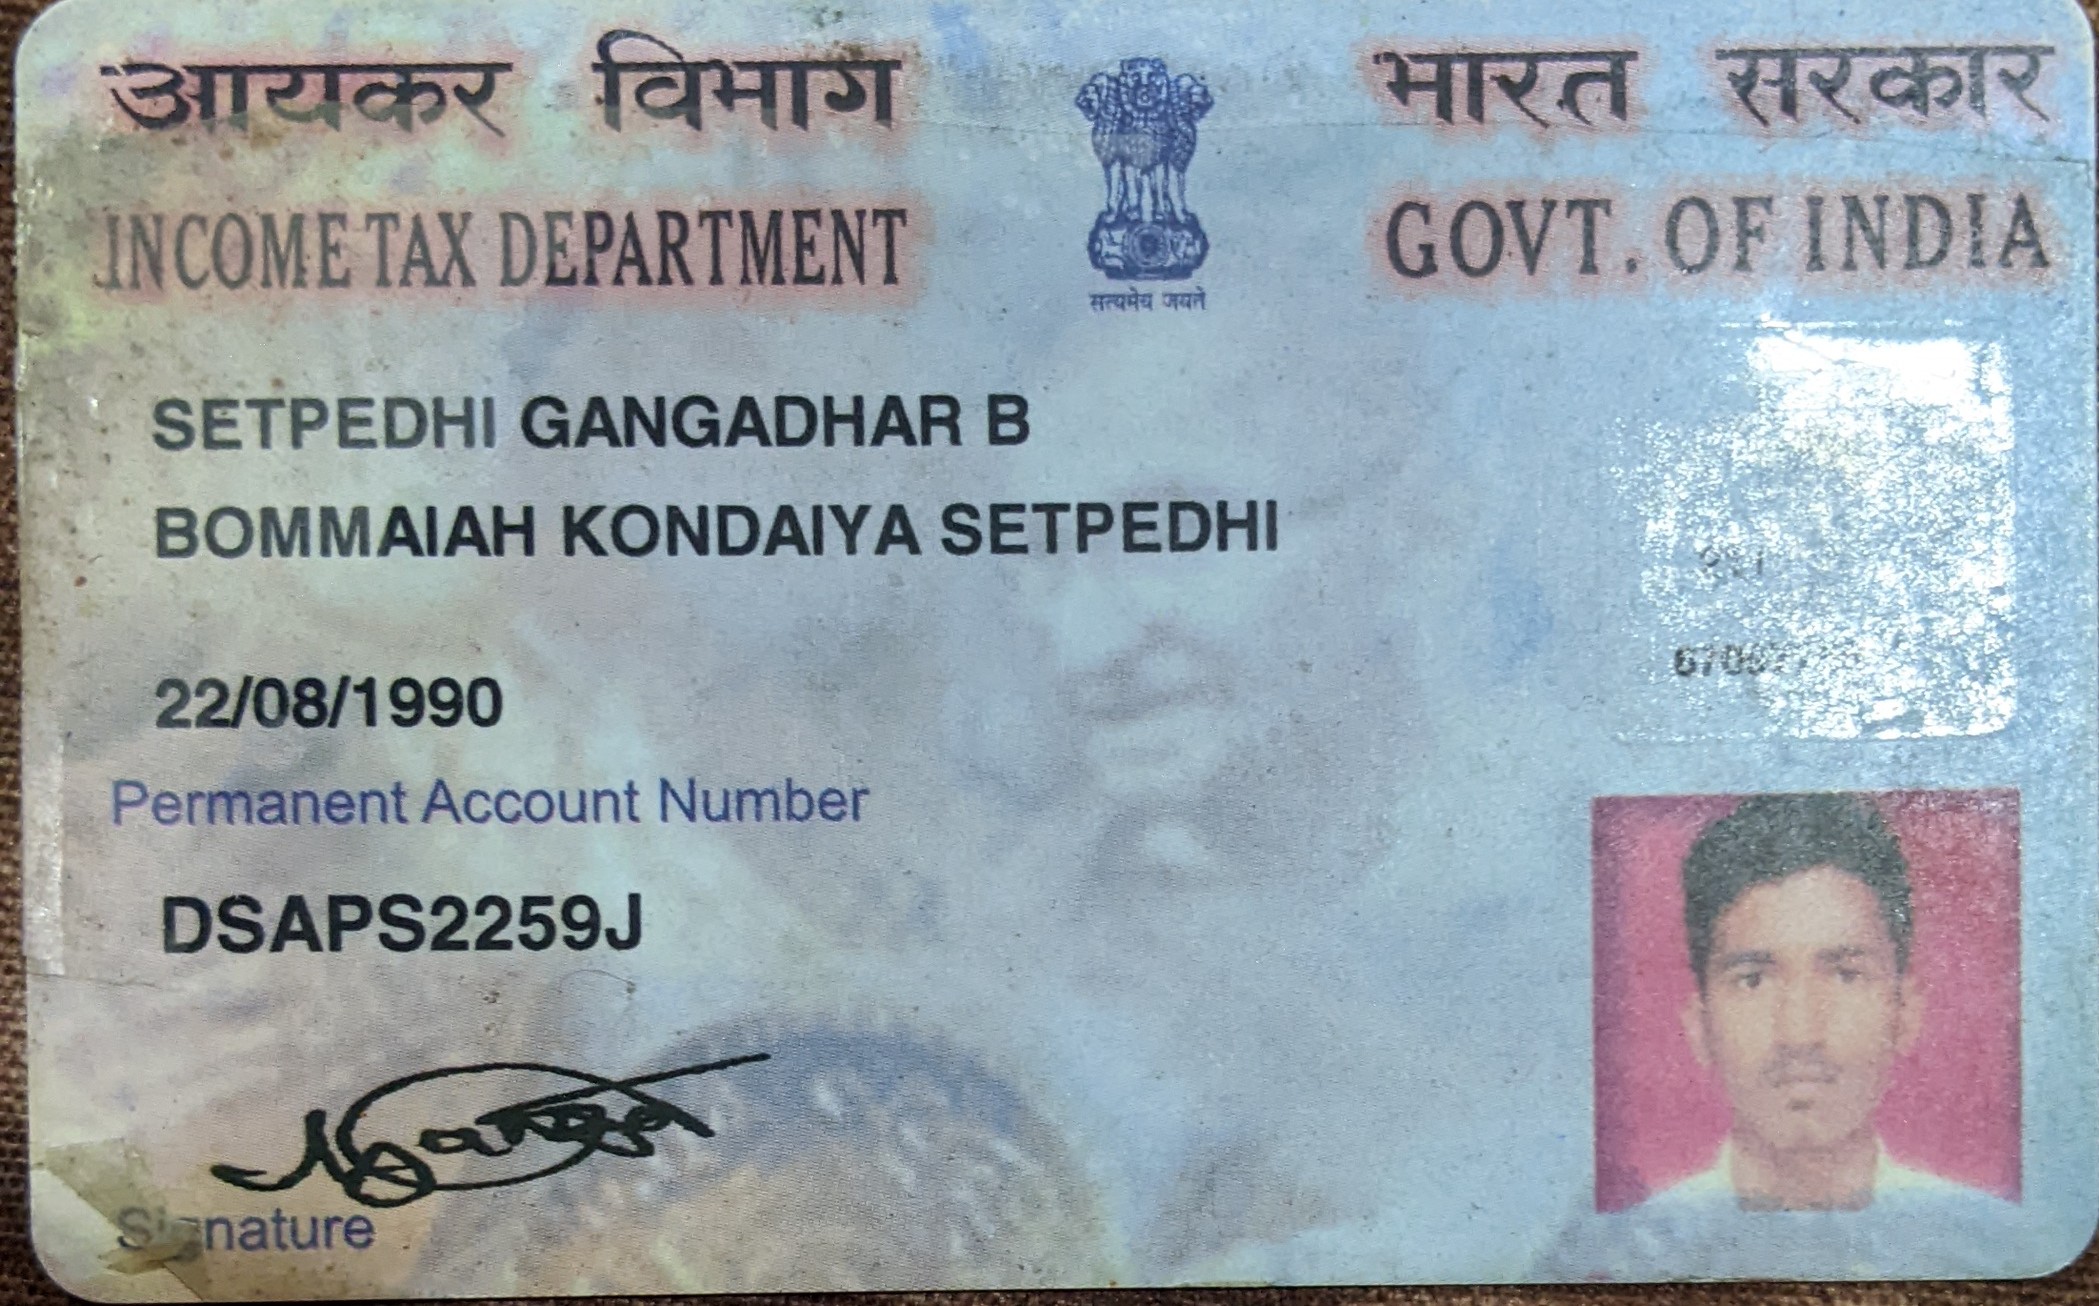 आयकर विभाग
INCOME TAX DEPARTMENT
सत्यमेव जयते
भारत सरकार
GOVT. OF INDIA
SETPEDHI GANGADHAR B
BOMMAIAH KONDAIYA SETPEDHI
22/08/1990
Permanent Account Number
DSAPS2259J
Signature